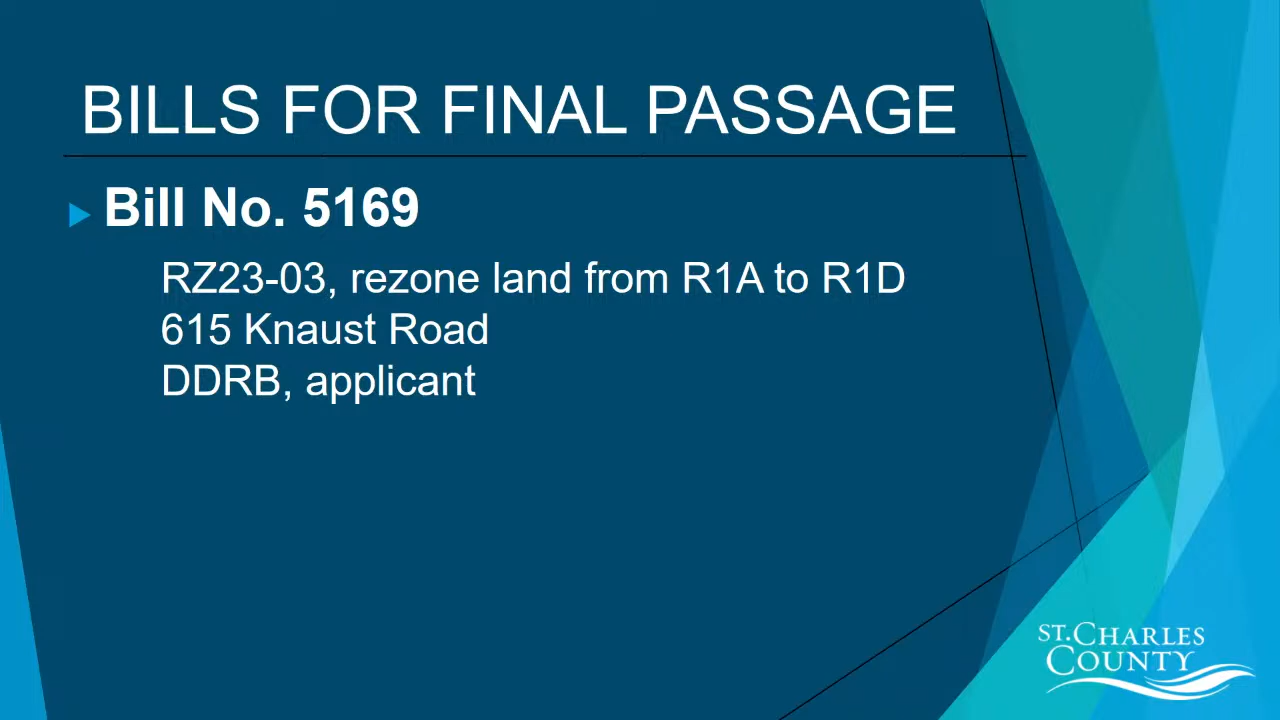 BILLS FOR FINAL PASSAGE
Bill No. 5169
RZ23-03, rezone land from R1A to R1D
615 Knaust Road
DDRB, applicant
ST. CHARLES
COUNTY